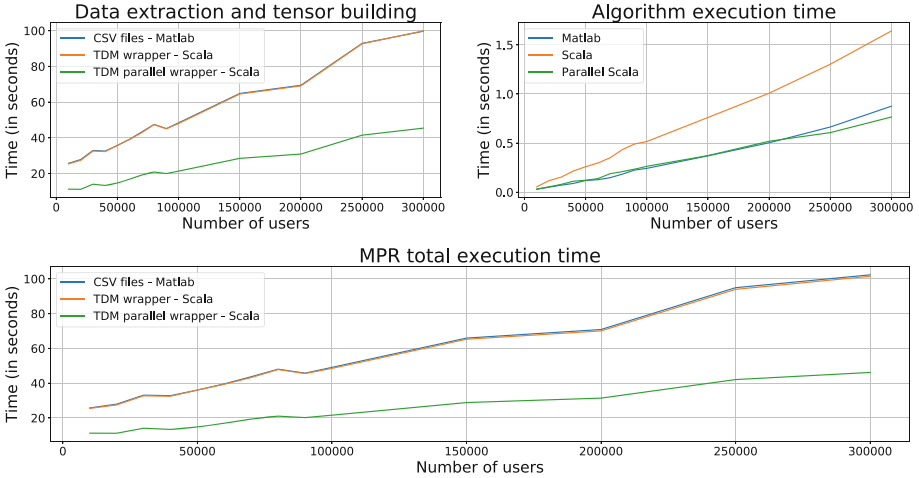 Data extraction and tensor building
CSV files – Matlab
TDM wrapper – Scala
TDM parallel wrapper – Scala
Time (in seconds)
100
80
60
40
20
0 50000 100000 150000 200000 250000 300000
Number of users
Algorithm execution time
Matlab
Scala
Parallel Scala
Time (in seconds)
1.5
1.0
0.5
0.0
0 50000 100000 150000 200000 250000 300000
Number of users
MPR total execution time
CSV files – Matlab
TDM wrapper – Scala
TDM parallel wrapper – Scala
Time (in seconds)
100
80
60
40
20
0 50000 100000 150000 200000 250000 300000
Number of users